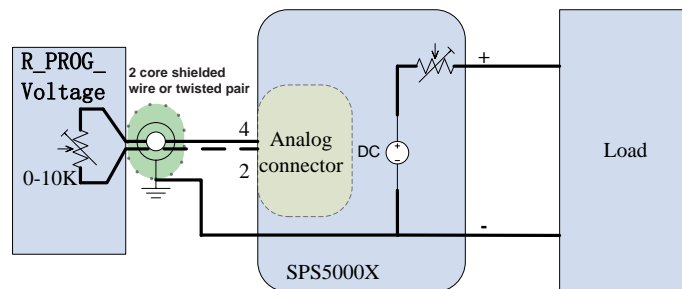 R_PROG_
Voltage
0-10K
2 core shielded
wire or twisted pair
4
2
Analog
connector
DC
+
-
+
-
SPS5000X
Load